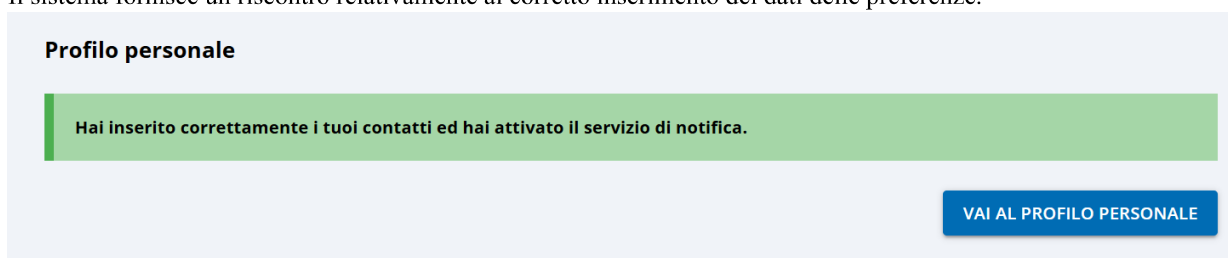 Il sistema fornisce un riscontro relativamente al corretto inserimento dei dati delle preferenze.
Profilo personale
Hai inserito correttamente i tuoi contatti ed hai attivato il servizio di notifica.
VAI AL PROFILO PERSONALE